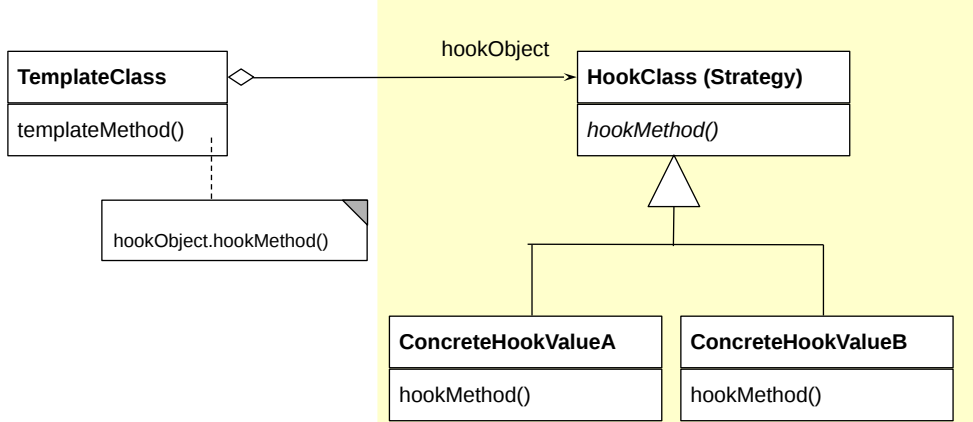 hookObject
TemplateClass
HookClass (Strategy)
templateMethod()
hookMethod()
hookObject.hookMethod()
ConcreteHookValueA
ConcreteHookValueB
hookMethod()
hookMethod()